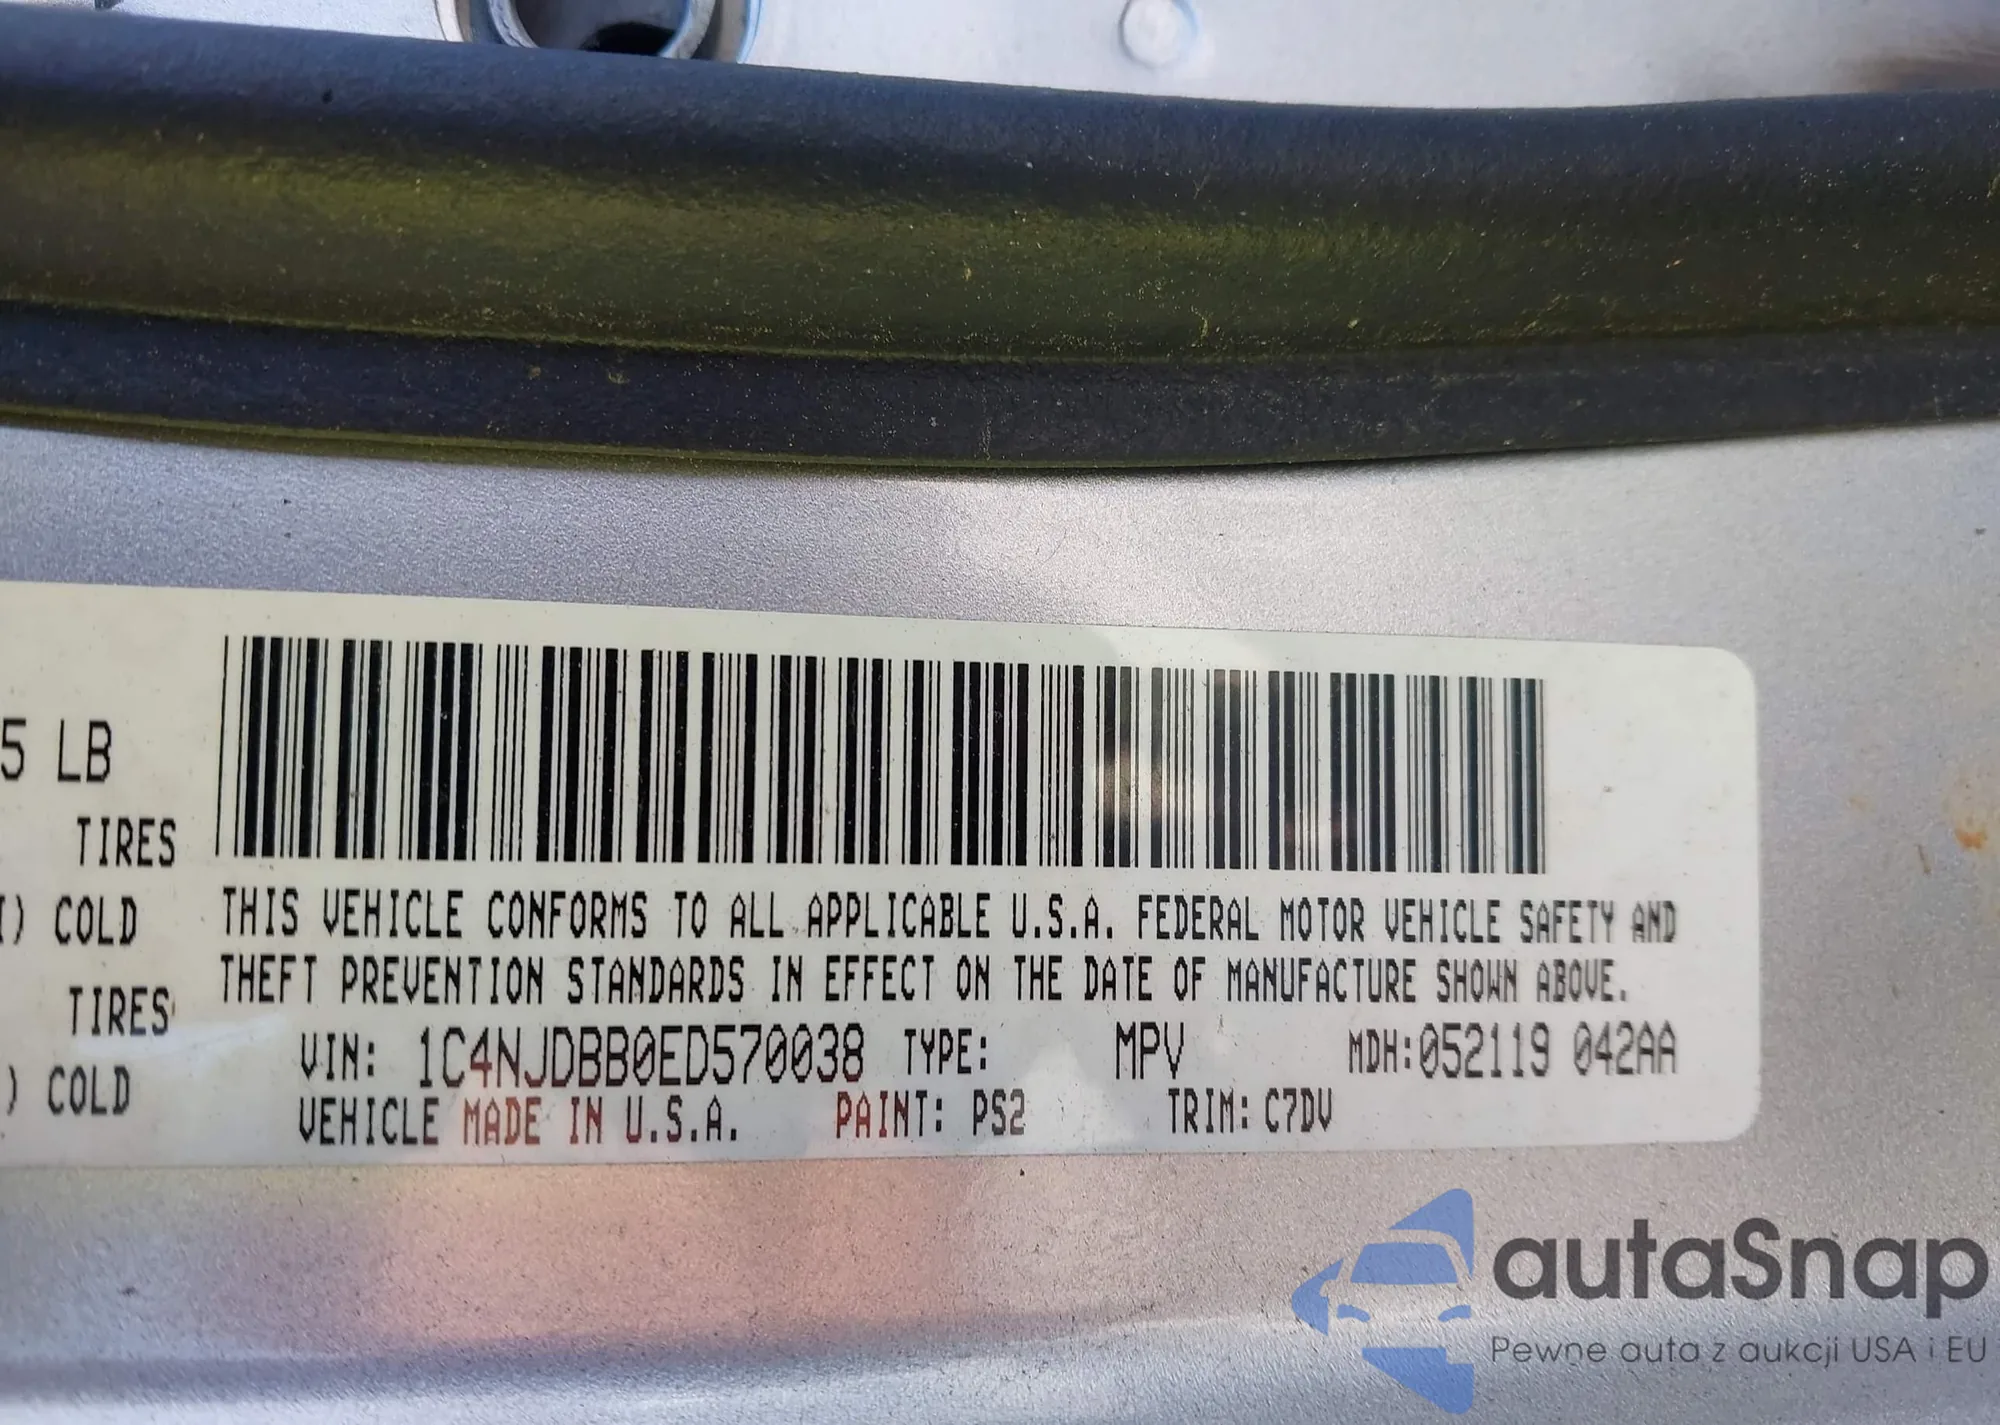 5 LB
TIRES
) COLD
TIRES
) COLD
THIS VEHICLE CONFORMS TO ALL APPLICABLE U.S.A. FEDERAL MOTOR VEHICLE SAFETY AND
THEFT PREVENTION STANDARDS IN EFFECT ON THE DATE OF MANUFACTURE SHOWN ABOVE.
VIN: 1C4NJDBB0ED570038 TYPE: MPV MDH:052119 042AA
VEHICLE MADE IN U.S.A. PAINT: PS2 TRIM: C7DV
autaSnap
Pewne auta z aukcji USA i EU